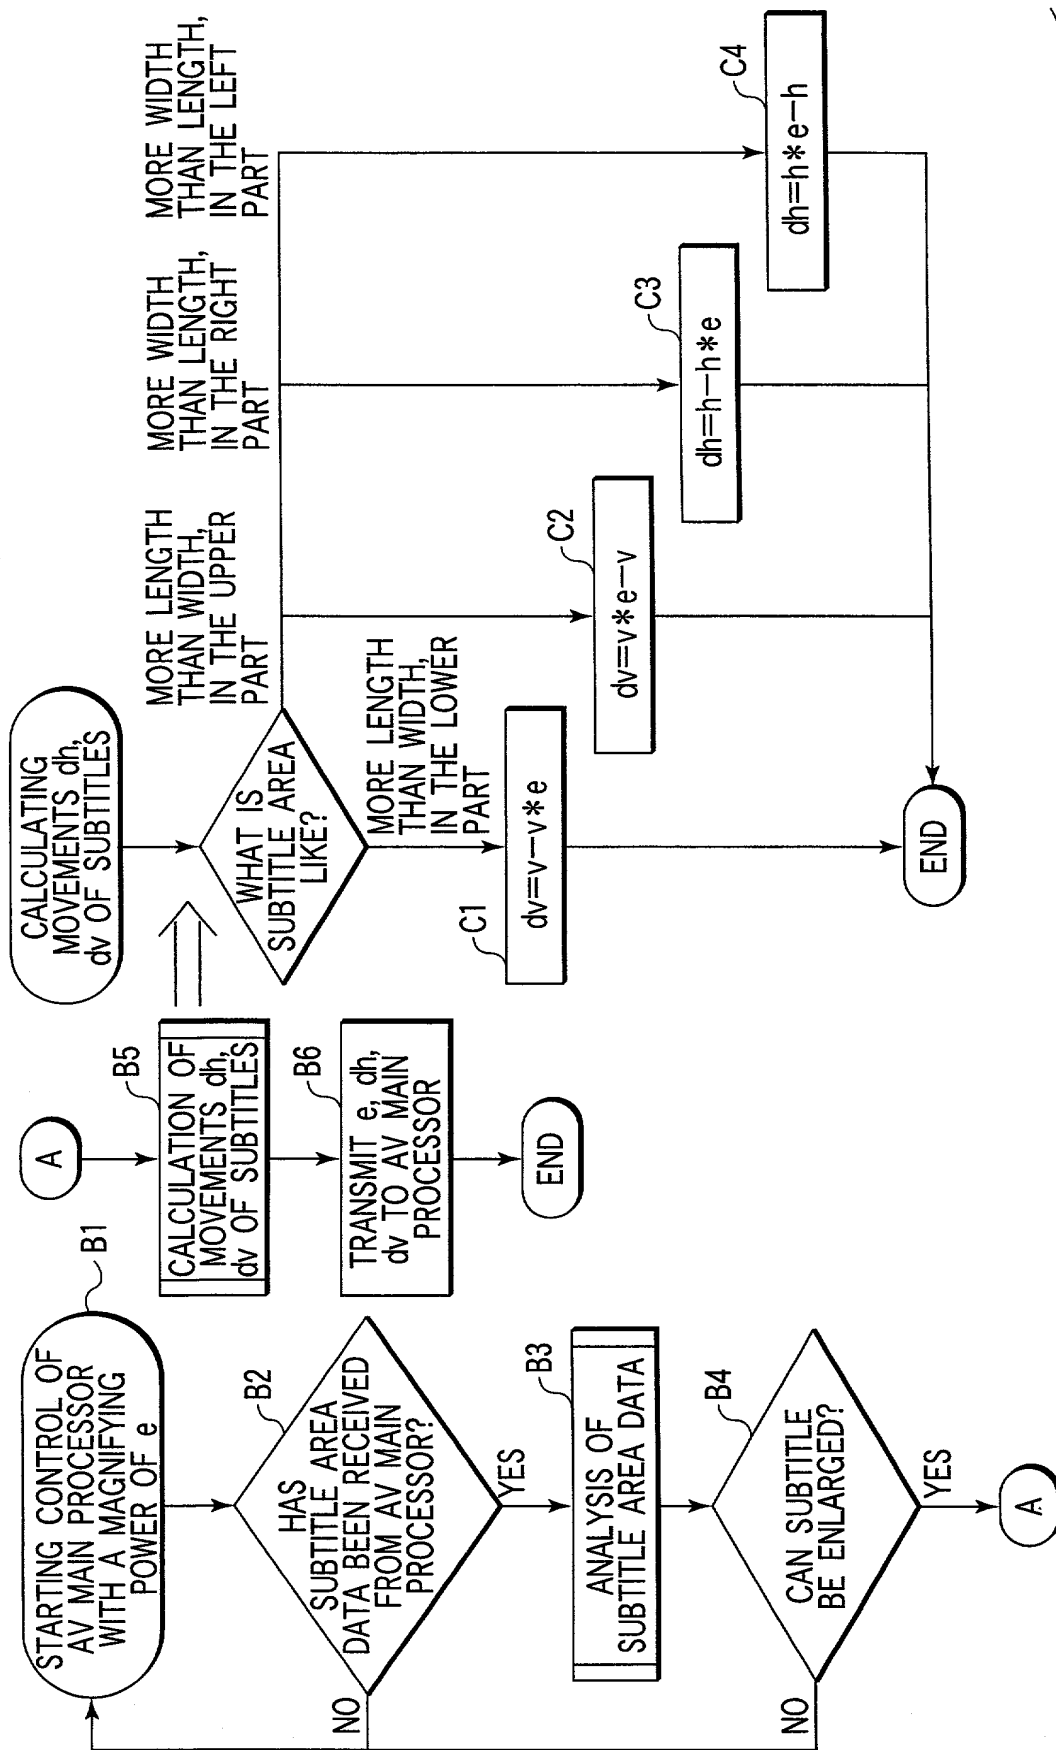 STARTING CONTROL OF
AV MAIN PROCESSOR
WITH A MAGNIFYING
POWER OF e
B1
HAS
SUBTITLE AREA
DATA BEEN RECEIVED
FROM AV MAIN
PROCESSOR?
B2
NO
YES
ANALYSIS OF
SUBTITLE AREA DATA
B3
CAN SUBTITLE
BE ENLARGED?
B4
NO
YES
A
A
CALCULATION OF
MOVEMENTS dh,
dv OF SUBTITLES
B5
TRANSMIT e, dh,
dv TO AV MAIN
PROCESSOR
B6
END
CALCULATING
MOVEMENTS dh,
dv OF SUBTITLES
WHAT IS
SUBTITLE AREA
LIKE?
MORE LENGTH
THAN WIDTH,
IN THE LOWER
PART
MORE LENGTH
THAN WIDTH,
IN THE UPPER
PART
MORE WIDTH
THAN LENGTH,
IN THE RIGHT
PART
MORE WIDTH
THAN LENGTH,
IN THE LEFT
PART
C1
dv=v-v*e
C2
dv=v*e-v
C3
dh=h-h*e
C4
dh=h*e-h
END